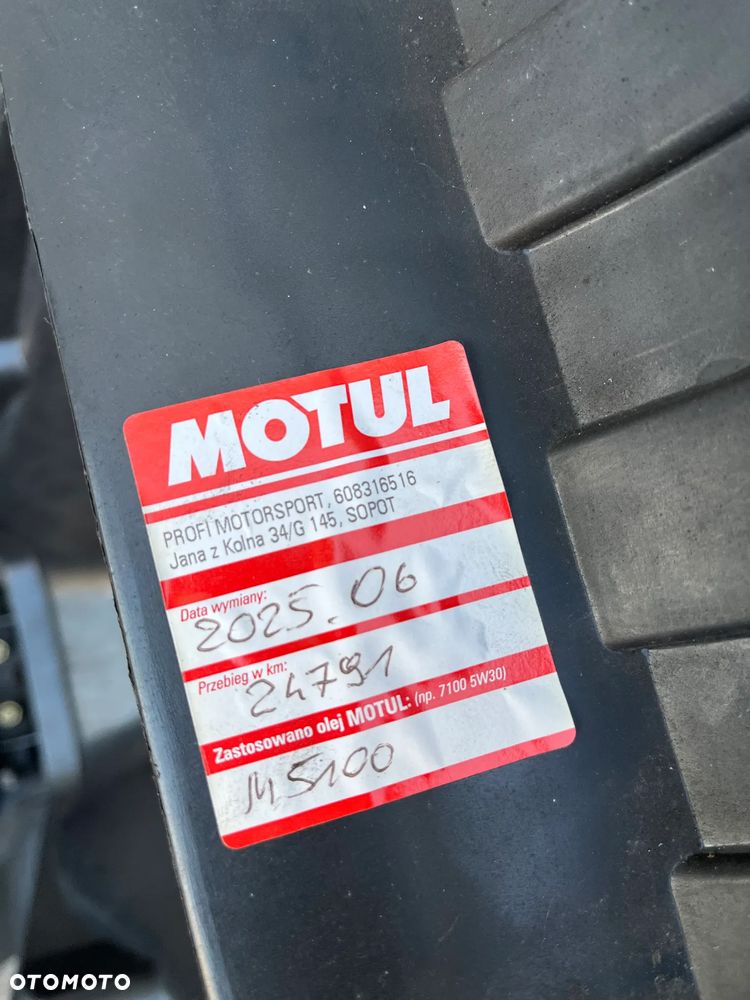 MOTUL
PROFI MOTORSPORT, 608316516
Jana z Kolna 34/G 145, SOPOT
Data wymiany:
2025.06
Przebieg w km:
24791
Zastosowano olej MOTUL: (np. 7100 5W30)
M 5100
OTOMOTO